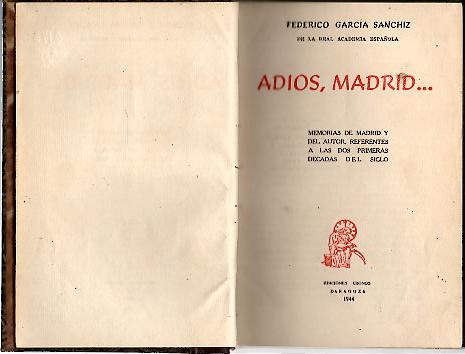 FEDERICO GARCÍA SANCHIZ
DE LA REAL ACADEMIA ESPAÑOLA
ADIOS, MADRID...
MEMORIAS DE MADRID Y
DEL AUTOR, REFERENTES
A LAS DOS PRIMERAS
DECADAS DEL SIGLO
EDICIONES CRONOS
ZARAGOZA
1944